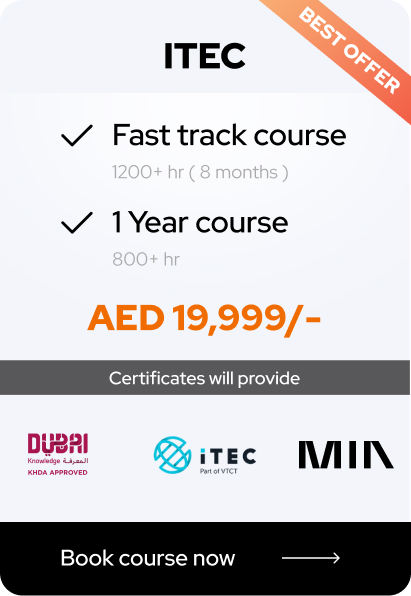 BEST OFFER
ITEC
Fast track course
1200+ hr ( 8 months )
1 Year course
800+ hr
AED 19,999/-
Certificates will provide
DUBAI
Knowledge المعرفة
KHDA APPROVED
iTEC
Part of VTCT
MIA
Book course now